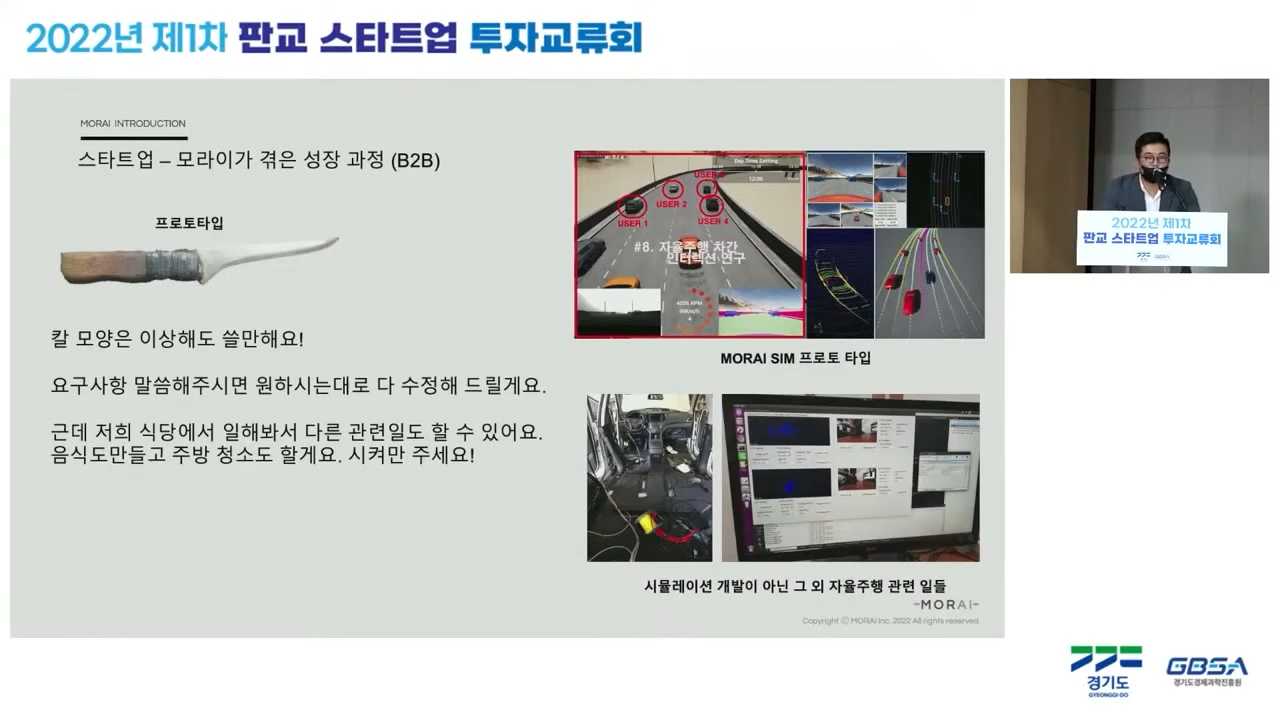 2022년 제1차 판교 스타트업 투자교류회
MORAI INTRODUCTION
스타트업 – 모라이가 겪은 성장 과정 (B2B)
프로토타입
칼 모양은 이상해도 쓸만해요!
요구사항 말씀해주시면 원하시는대로 다 수정해 드릴게요.
근데 저희 식당에서 일해봐서 다른 관련일도 할 수 있어요.
음식도만들고 주방 청소도 할게요. 시켜만 주세요!
Day Time Setting
12:00
USER 1
USER 2
USER 4
#8. 자율주행 차간
인터렉션 연구
MORAI SIM 프로토 타입
시뮬레이션 개발이 아닌 그 외 자율주행 관련 일들
MORAI
Copyright ⓒ MORAI Inc. 2022 All rights reserved.
2022년 제1차
판교 스타트업 투자교류회
경기도
GYEONGGI-DO
GBSA
경기도경제과학진흥원